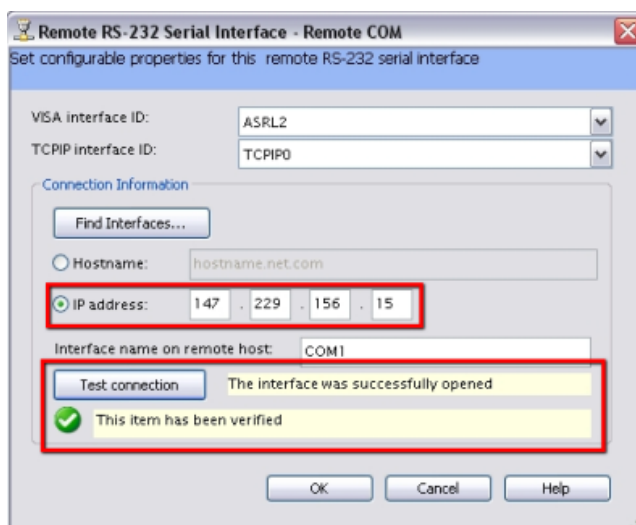 Remote RS-232 Serial Interface - Remote COM
Set configurable properties for this remote RS-232 serial interface
VISA interface ID:
ASRL2
TCPIP interface ID:
TCPIP0
Connection Information
Find Interfaces...
Hostname:
hostname.net.com
IP address:
147 . 229 . 156 . 15
Interface name on remote host:
COM1
Test connection
The interface was successfully opened
This item has been verified
OK
Cancel
Help